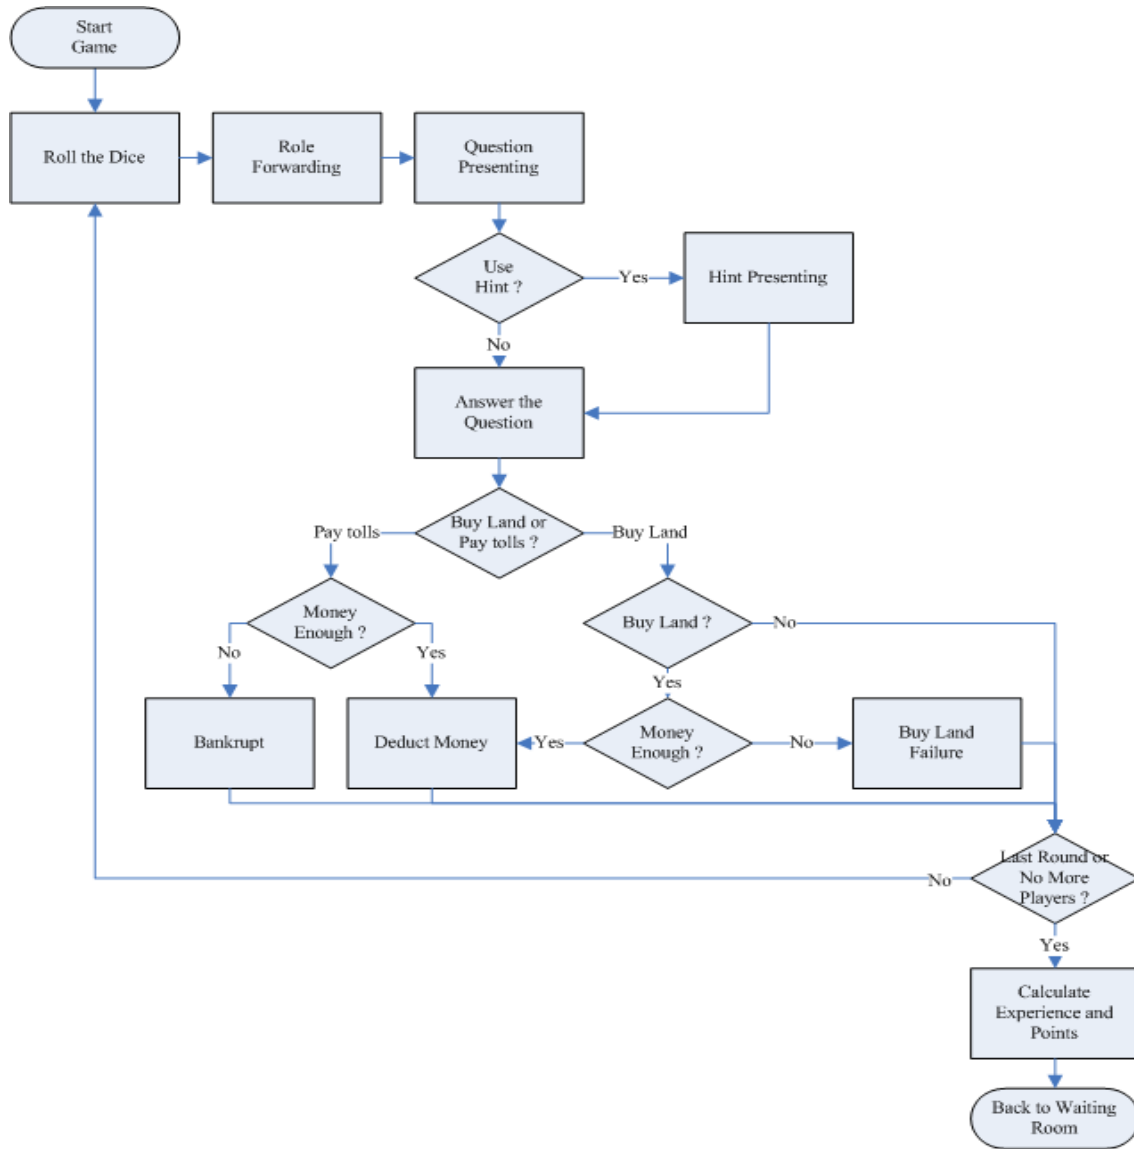 Start
Game
Roll the Dice
Role
Forwarding
Question
Presenting
Use
Hint ?
Yes
Hint Presenting
No
Answer the
Question
Buy Land or
Pay tolls ?
Pay tolls
Buy Land
Money
Enough ?
Buy Land ?
No
No
Yes
Yes
Bankrupt
Deduct Money
Yes
Money
Enough ?
No
Buy Land
Failure
Last Round or
No More
Players ?
No
Yes
Calculate
Experience and
Points
Back to Waiting
Room